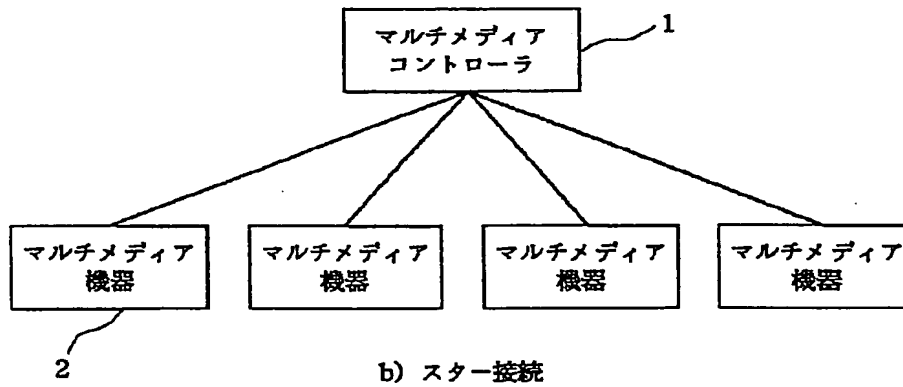 マルチメディア
コントローラ
1
マルチメディア
機器
マルチメディア
機器
マルチメディア
機器
マルチメディア
機器
2
b) スター接続